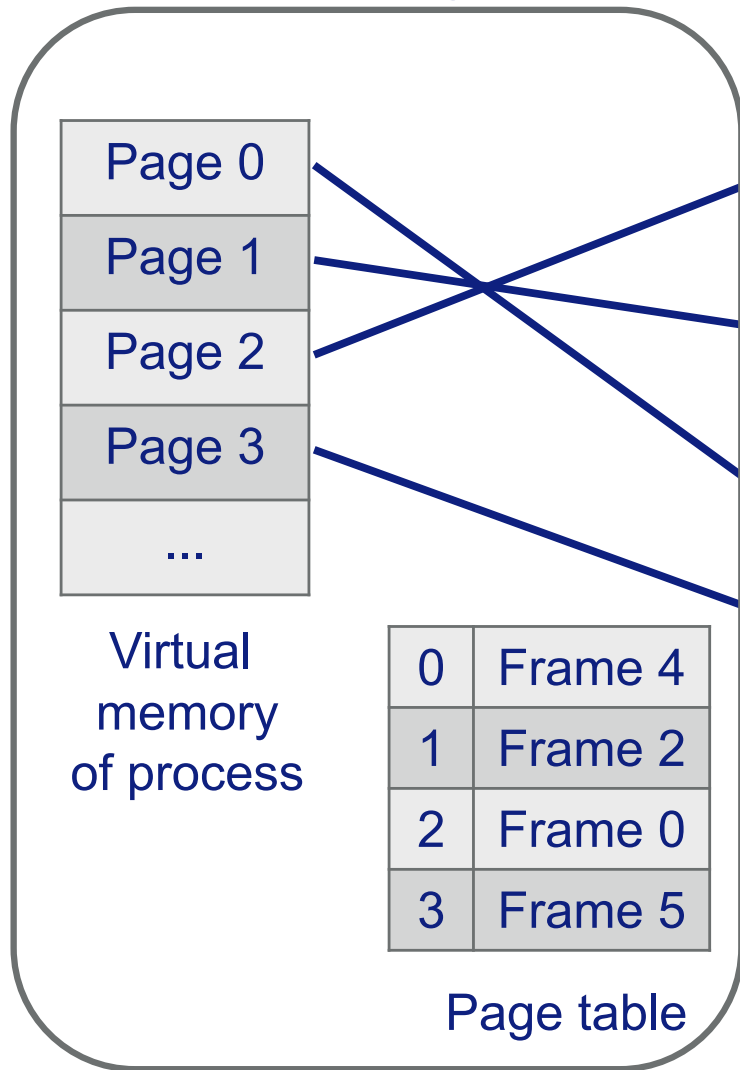 Page 0
Page 1
Page 2
Page 3
...
Virtual
memory
of process
0 Frame 4
1 Frame 2
2 Frame 0
3 Frame 5
Page table